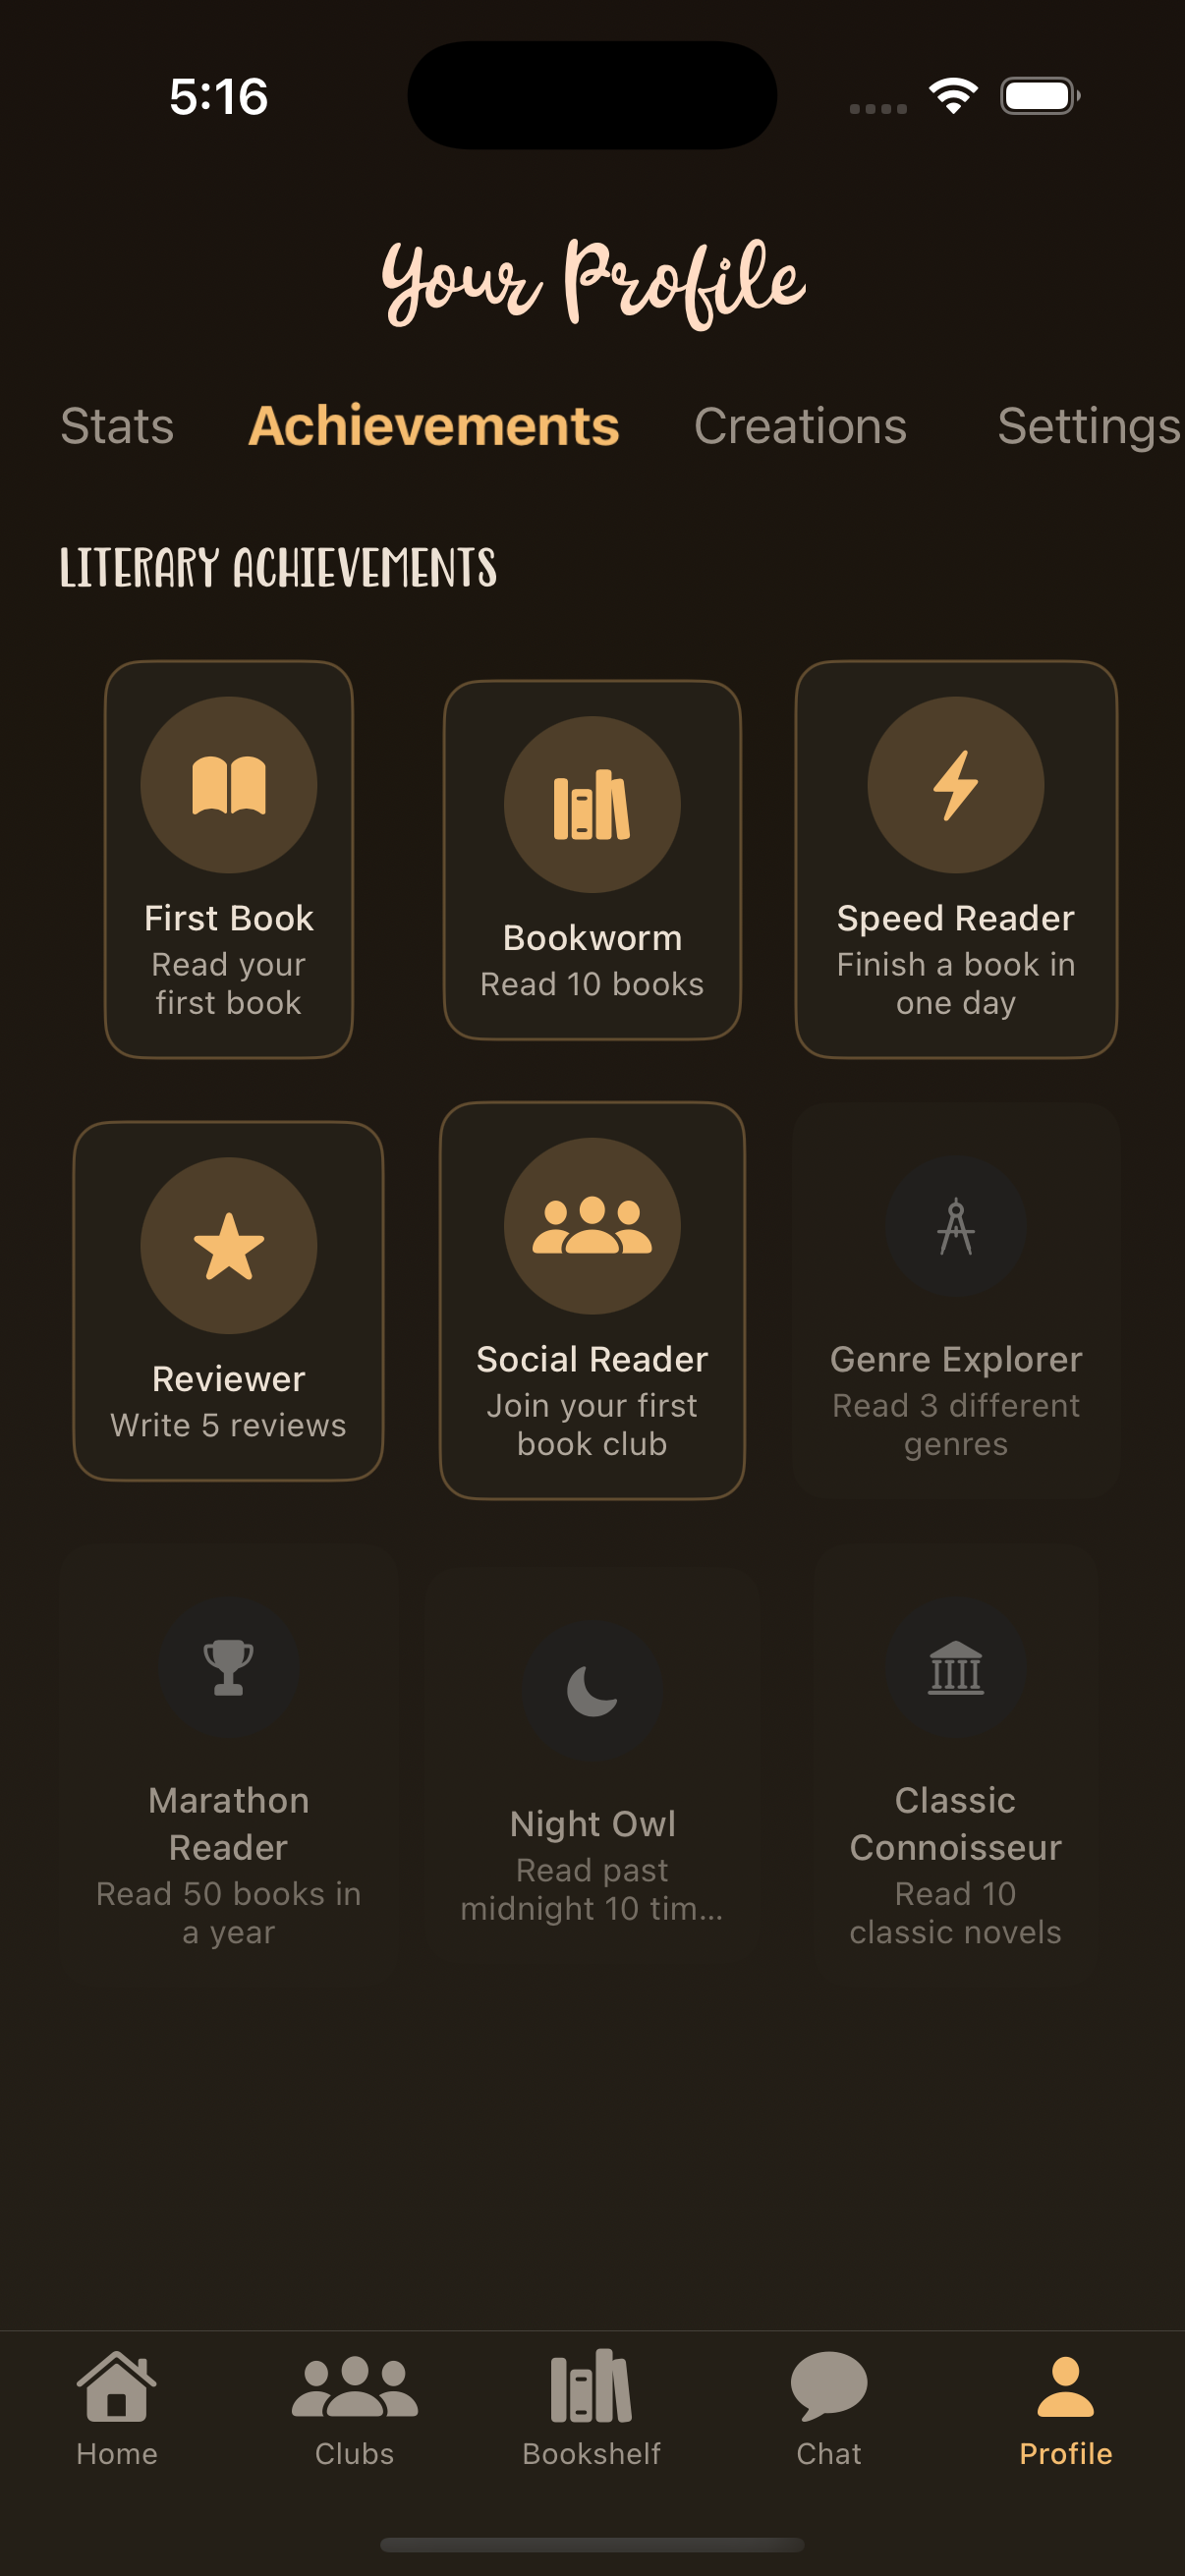 5:16
Your Profile
Stats Achievements Creations Settings
LITERARY ACHIEVEMENTS
First Book
Read your
first book
Bookworm
Read 10 books
Speed Reader
Finish a book in
one day
Reviewer
Write 5 reviews
Social Reader
Join your first
book club
Genre Explorer
Read 3 different
genres
Marathon
Reader
Read 50 books in
a year
Night Owl
Read past
midnight 10 tim...
Classic
Connoisseur
Read 10
classic novels
Home Clubs Bookshelf Chat Profile